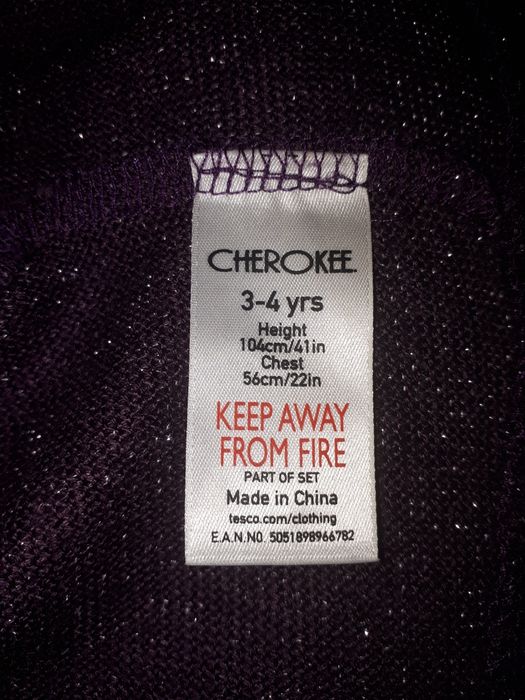 CHEROKEE
3-4 yrs
Height
104cm/41in
Chest
56cm/22in
KEEP AWAY
FROM FIRE
PART OF SET
Made in China
tesco.com/clothing
E.A.N.NO. 5051898966782